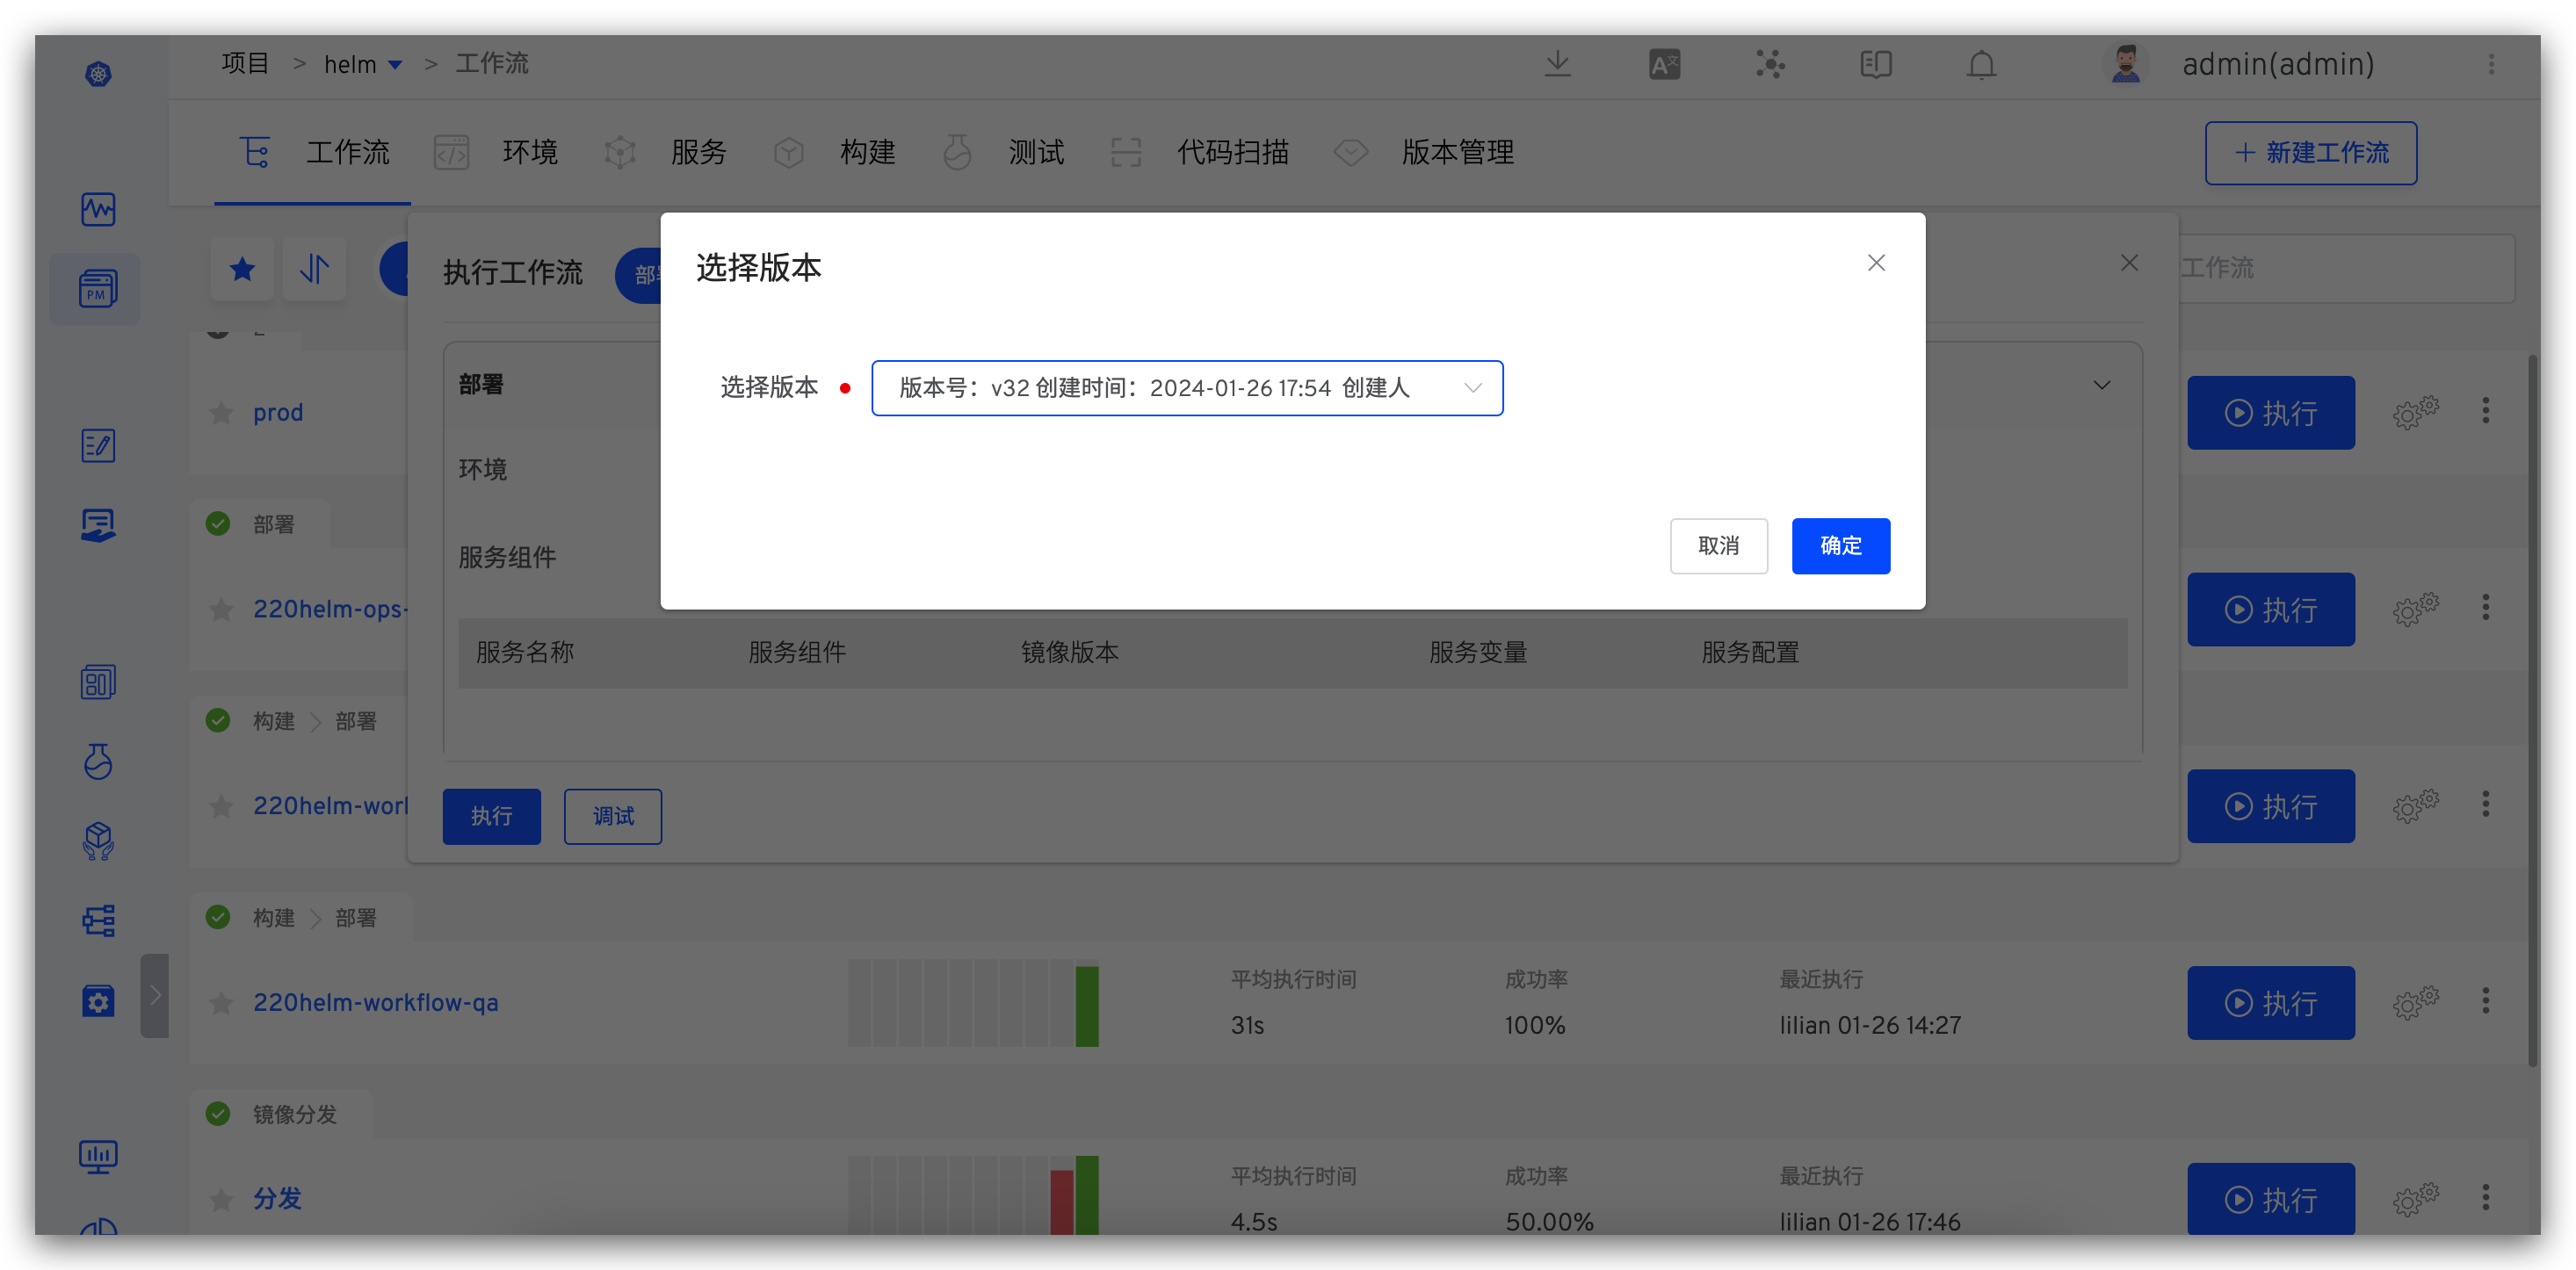 项目 > helm > 工作流
A文
admin(admin)
工作流 环境 服务 构建 测试 代码扫描 版本管理
+ 新建工作流
PM
执行工作流
选择版本
工作流
选择版本 版本号：v32 创建时间：2024-01-26 17:54 创建人
部署
prod
执行
环境
取消 确定
部署
服务组件
220helm-ops-
执行
服务名称 服务组件 镜像版本 服务变量 服务配置
构建 部署
220helm-work
执行
执行 调试
构建 部署
220helm-workflow-qa
平均执行时间 成功率 最近执行
31s 100% lilian 01-26 14:27
执行
镜像分发
分发
平均执行时间 成功率 最近执行
4.5s 50.00% lilian 01-26 17:46
执行